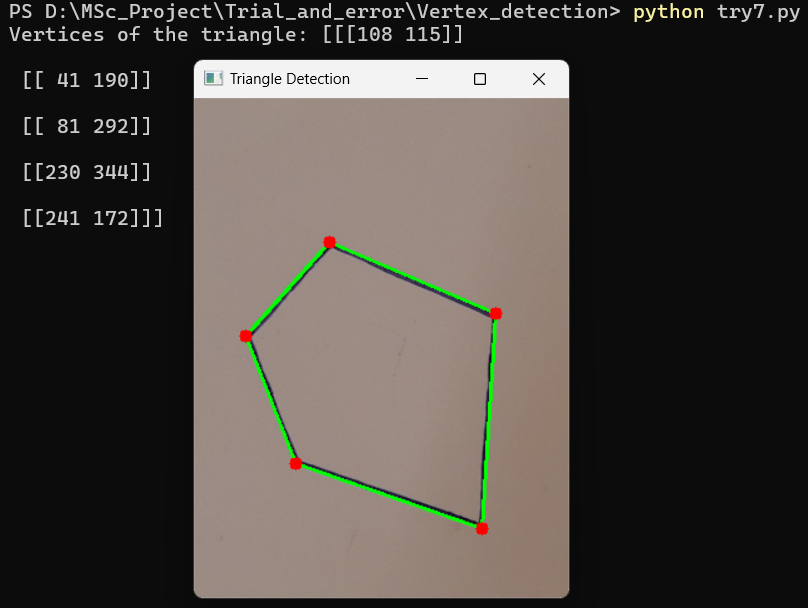 PS D:\MSc_Project\Trial_and_error\Vertex_detection> python try7.py
Vertices of the triangle: [[[108 115]]
[[ 41 190]]
Triangle Detection
[[ 81 292]]
[[230 344]]
[[241 172]]]